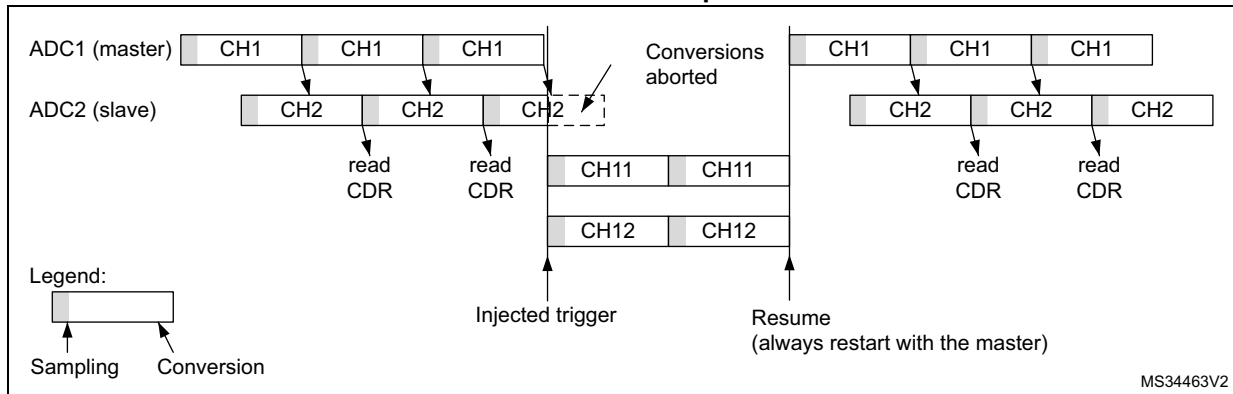 ADC1 (master) CH1 CH1 CH1 Conversions aborted CH1 CH1 CH1
ADC2 (slave) CH2 CH2 CH2 CH2 CH2 CH2
read CDR read CDR read CDR read CDR
CH11 CH11
CH12 CH12
Legend:
Injected trigger
Resume
(always restart with the master)
Sampling Conversion
MS34463V2